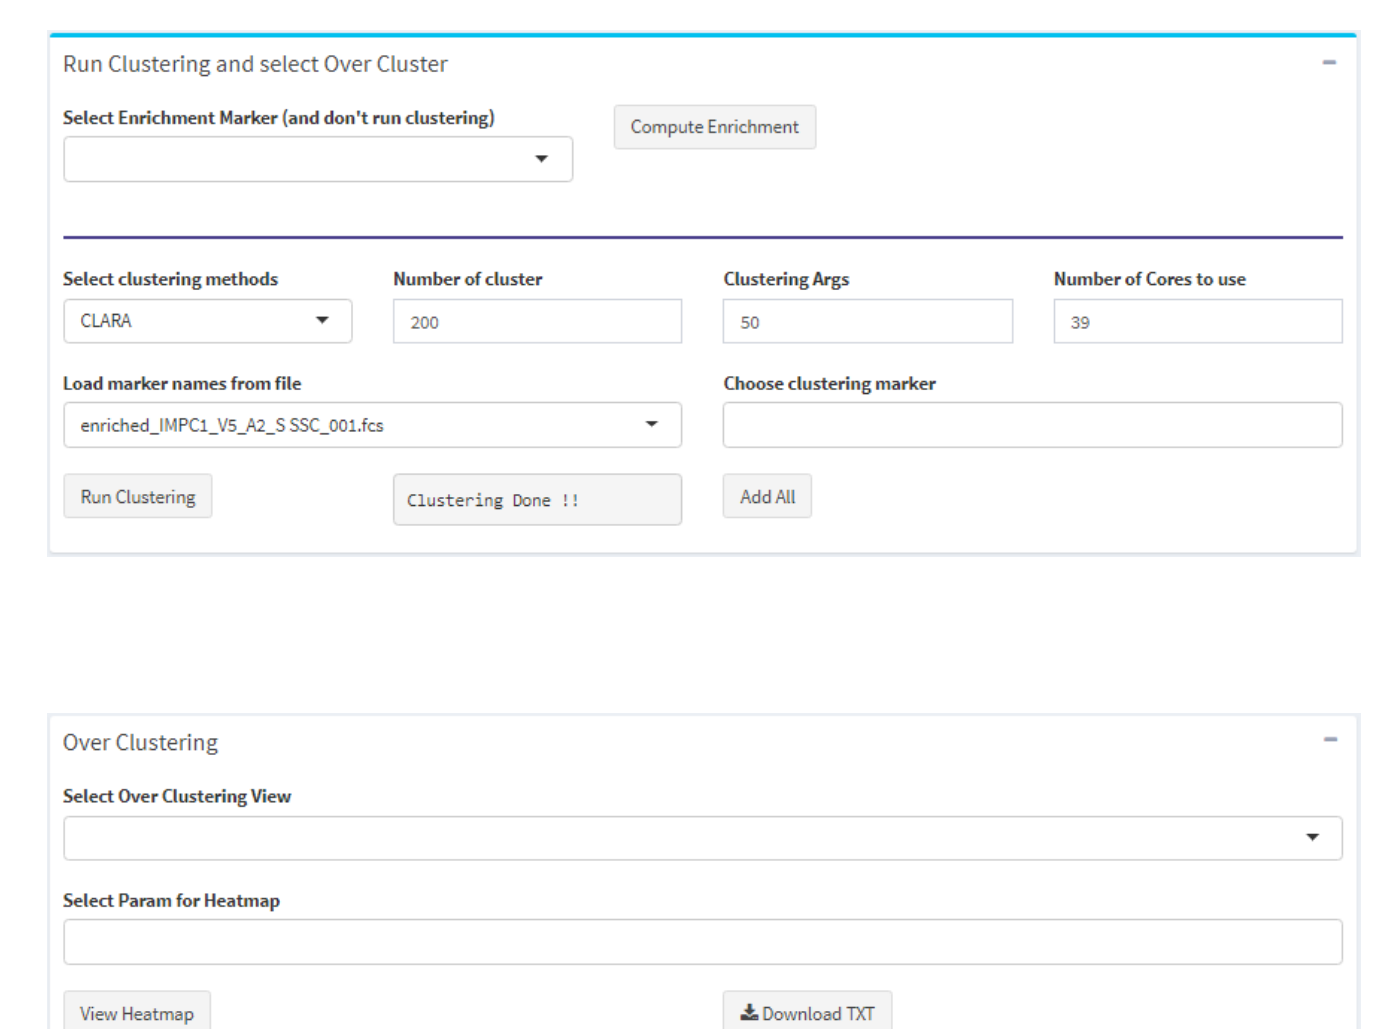 Run Clustering and select Over Cluster
Select Enrichment Marker (and don't run clustering)
Compute Enrichment
Select clustering methods
Number of cluster
Clustering Args
Number of Cores to use
CLARA
200
50
39
Load marker names from file
Choose clustering marker
enriched_IMPC1_V5_A2_S SSC_001.fcs
Run Clustering
Clustering Done !!
Add All
Over Clustering
Select Over Clustering View
Select Param for Heatmap
View Heatmap
Download TXT